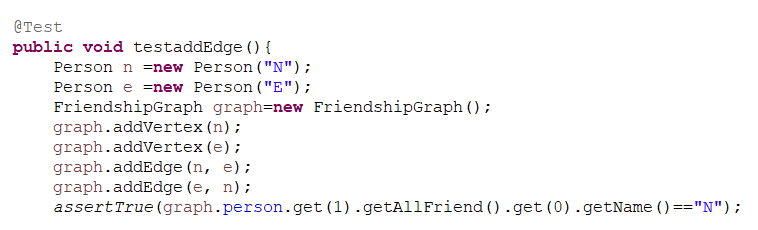 @Test
public void testaddEdge(){
    Person n =new Person("N");
    Person e =new Person("E");
    FriendshipGraph graph=new FriendshipGraph();
    graph.addVertex(n);
    graph.addVertex(e);
    graph.addEdge(n, e);
    graph.addEdge(e, n);
    assertTrue(graph.person.get(1).getAllFriend().get(0).getName()=="N");